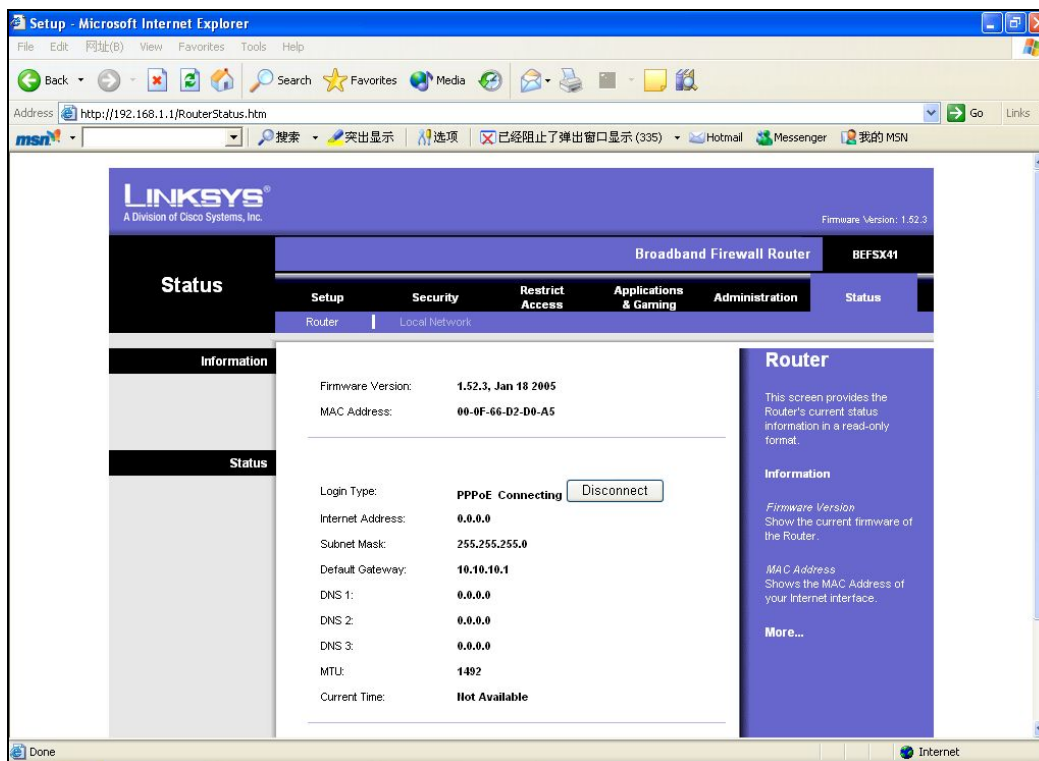 Setup - Microsoft Internet Explorer
File Edit 网址(B) View Favorites Tools Help
Back Search Favorites Media
Address http://192.168.1.1/RouterStatus.htm Go Links
msn 搜索 突出显示 选项 已经阻止了弹出窗口显示 (335) Hotmail Messenger 我的 MSN
LINKSYS®
A Division of Cisco Systems, Inc.
Firmware Version: 1.52.3
Broadband Firewall Router BEFSX41
Status
Setup Security Restrict Access Applications & Gaming Administration Status
Router Local Network
Information
Firmware Version: 1.52.3, Jan 18 2005
MAC Address: 00-0F-66-D2-D0-A5
Status
Login Type: PPPoE Connecting Disconnect
Internet Address: 0.0.0.0
Subnet Mask: 255.255.255.0
Default Gateway: 10.10.10.1
DNS 1: 0.0.0.0
DNS 2: 0.0.0.0
DNS 3: 0.0.0.0
MTU: 1492
Current Time: Not Available
Router
This screen provides the
Router's current status
information in a read-only
format.
Information
Firmware Version
Show the current firmware of
the Router.
MAC Address
Shows the MAC Address of
your Internet interface.
More...
Done Internet